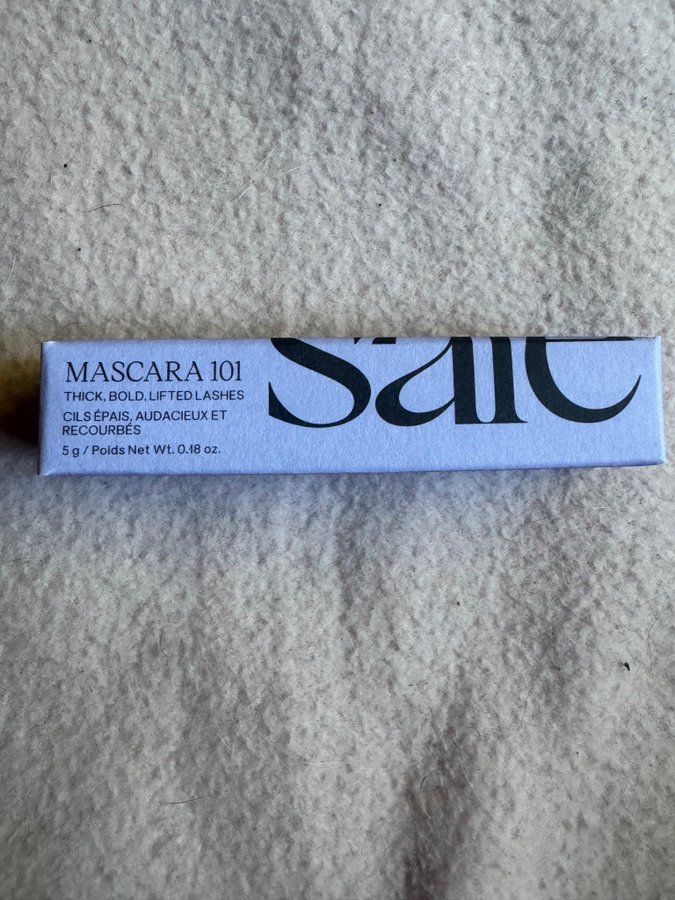 MASCARA 101
THICK, BOLD, LIFTED LASHES
CILS ÉPAIS, AUDACIEUX ET
RECOURBÉS
5 g / Poids Net Wt. 0.18 oz.
saie